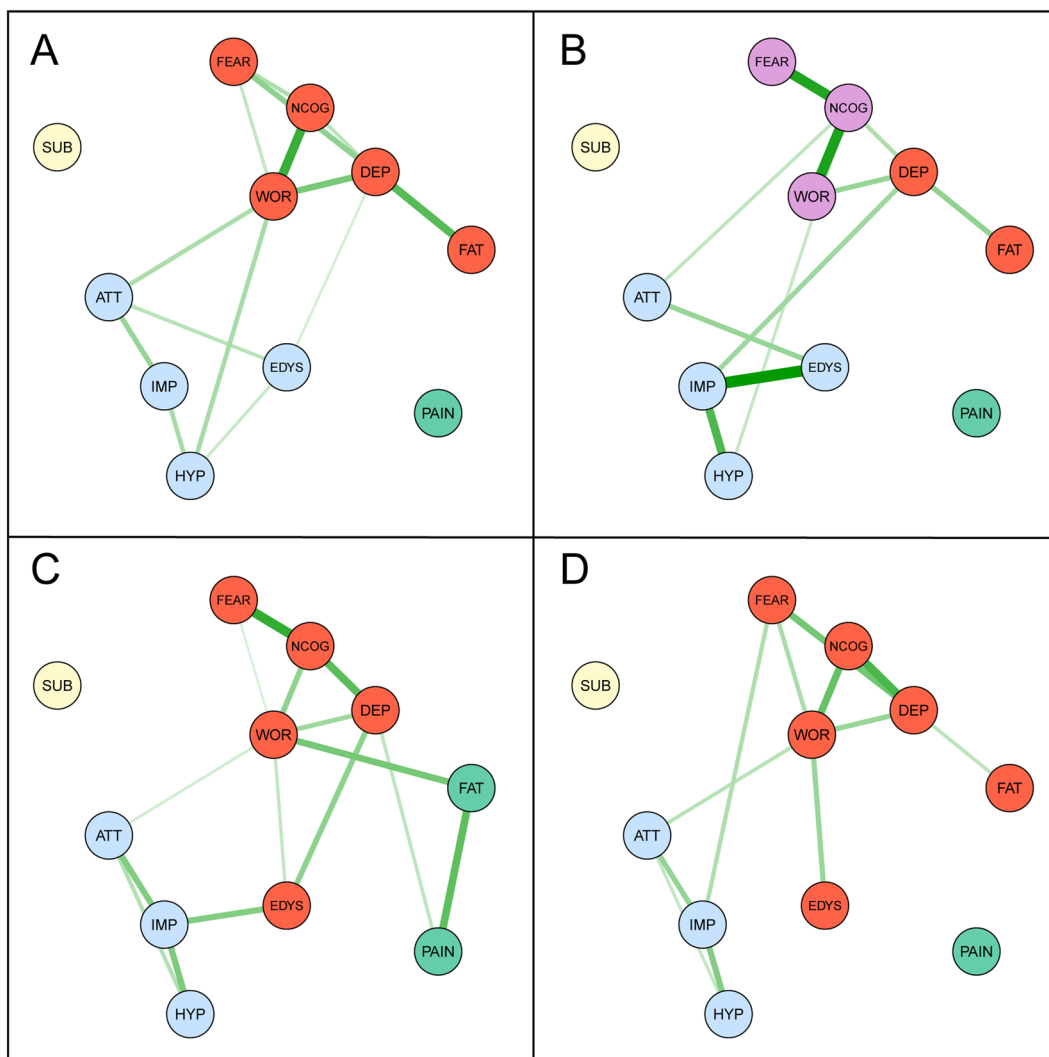 A
FEAR
NCOG
SUB
DEP
WOR
FAT
ATT
EDYS
IMP
PAIN
HYP
B
FEAR
NCOG
SUB
DEP
WOR
FAT
ATT
EDYS
IMP
PAIN
HYP
C
FEAR
NCOG
SUB
DEP
WOR
FAT
ATT
EDYS
IMP
PAIN
HYP
D
FEAR
NCOG
SUB
DEP
WOR
FAT
ATT
EDYS
IMP
PAIN
HYP